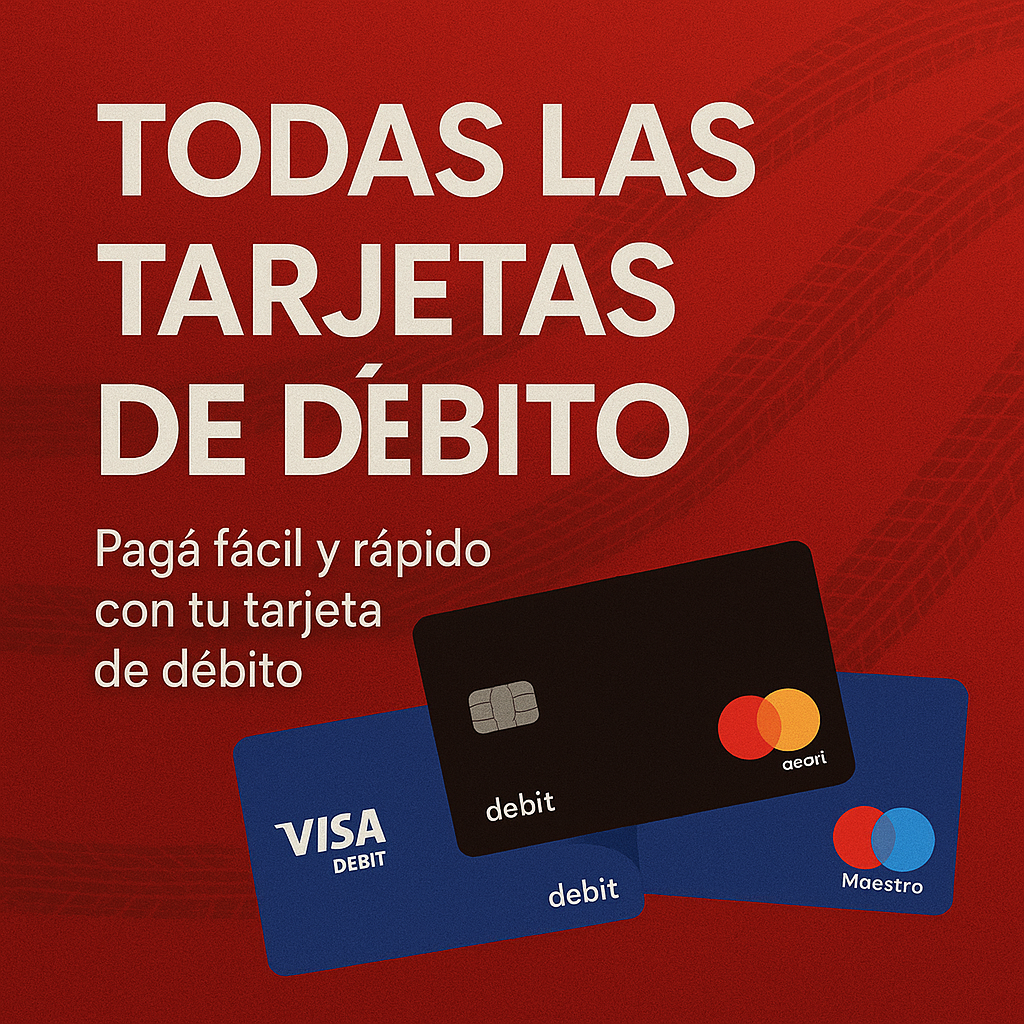 TODAS LAS
TARJETAS
DE DÉBITO
Pagá fácil y rápido
con tu tarjeta
de débito
aeori
debit
VISA
DEBIT
debit
Maestro